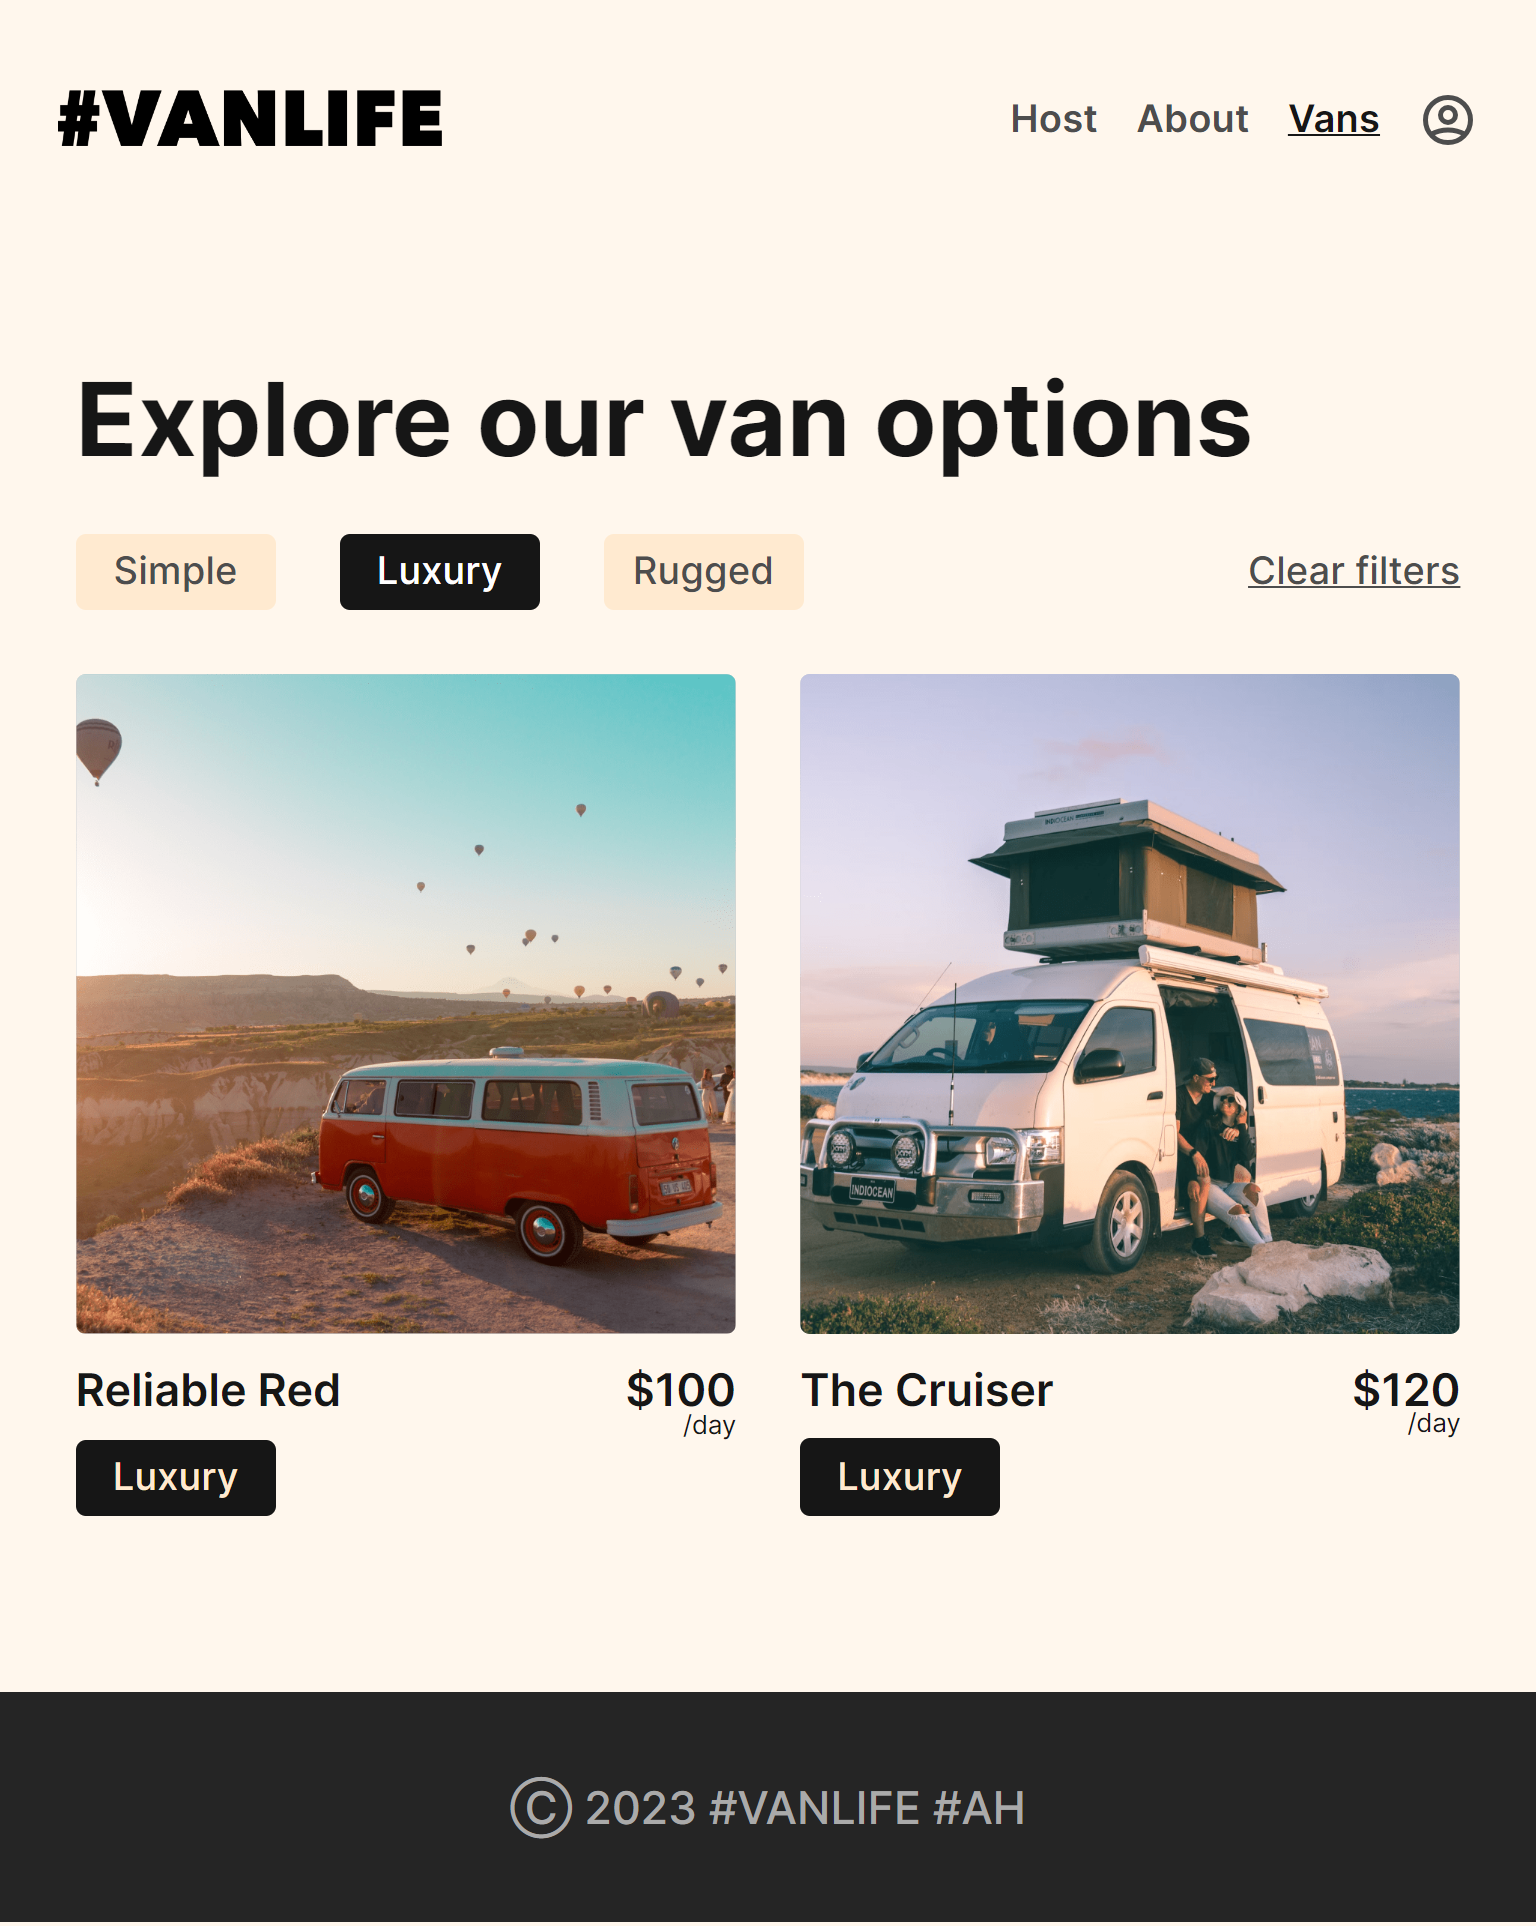 #VANLIFE
Host About Vans
Explore our van options
Simple Luxury Rugged Clear filters
INDIOCEAN
INDIOCEAN
Reliable Red $100 The Cruiser $120
/day /day
Luxury Luxury
© 2023 #VANLIFE #AH